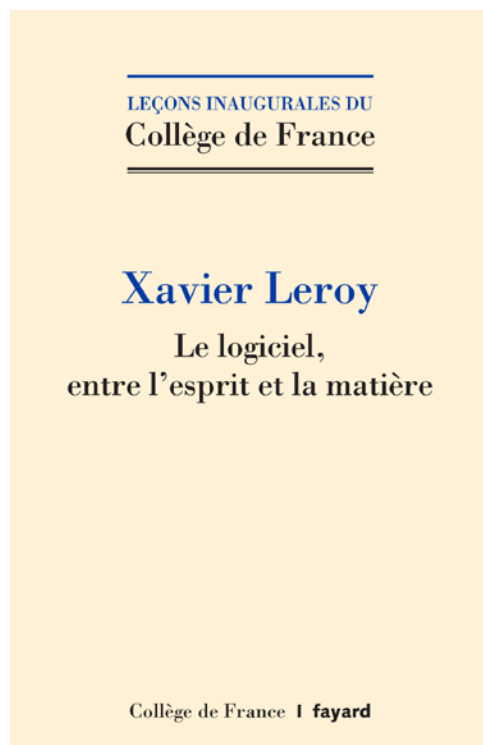 LEÇONS INAUGURALES DU
Collège de France
Xavier Leroy
Le logiciel,
entre l’esprit et la matière
Collège de France I fayard